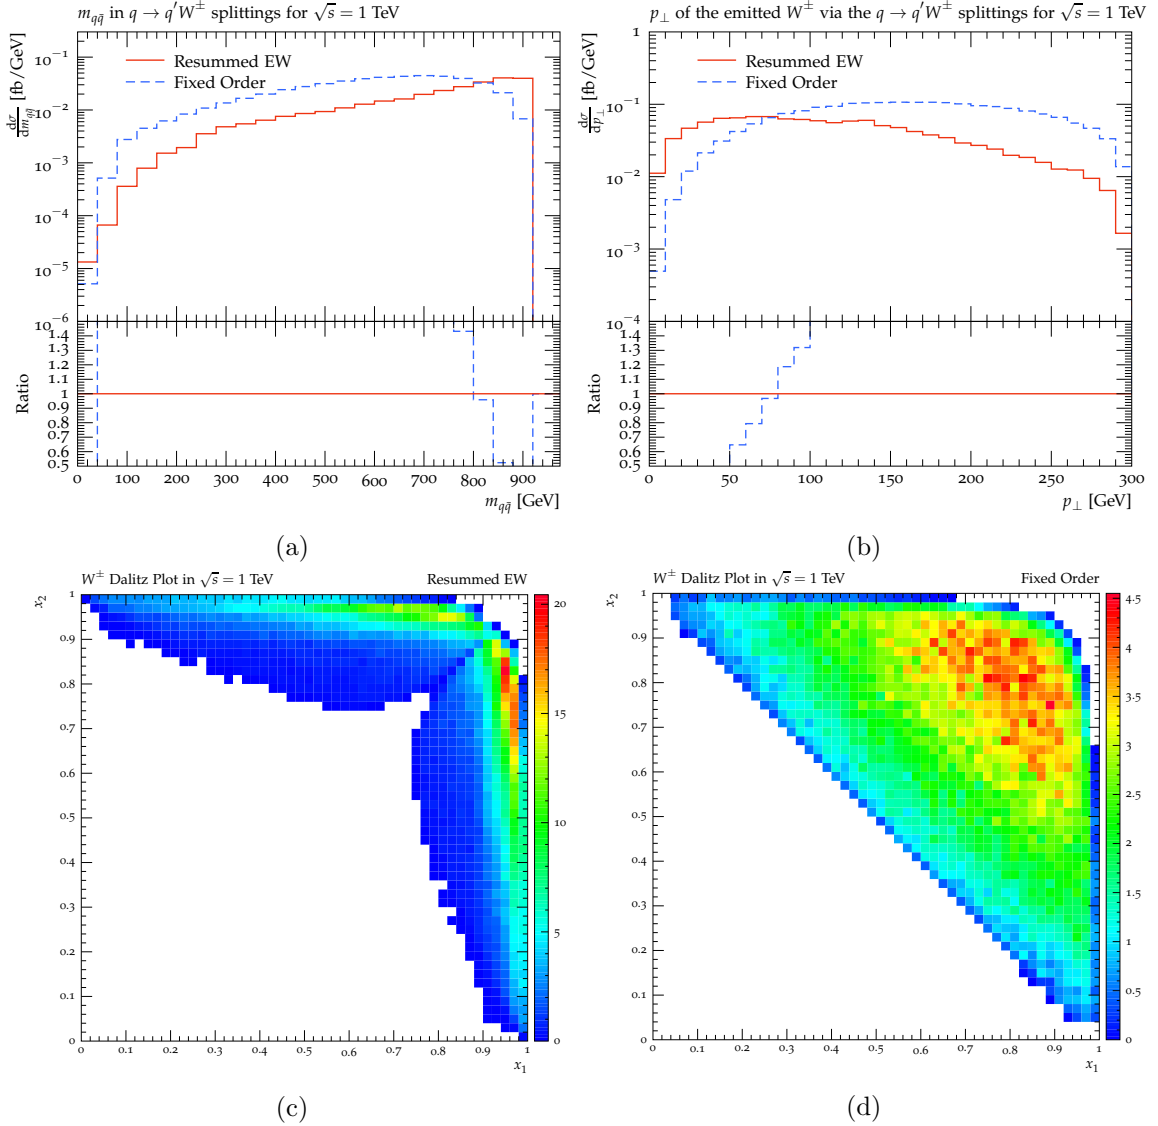 m_{qq̄} in q → q′W^± splittings for √s = 1 TeV
Resummed EW
Fixed Order
dσ/dm_{qq̄} [fb/GeV]
10^−1
10^−2
10^−3
10^−4
10^−5
10^−6
Ratio
1.4
1.3
1.2
1.1
1
0.9
0.8
0.7
0.6
0.5
0 100 200 300 400 500 600 700 800 900
m_{qq̄} [GeV]
(a)
p_⊥ of the emitted W^± via the q → q′W^± splittings for √s = 1 TeV
Resummed EW
Fixed Order
dσ/dp_⊥ [fb/GeV]
1
10^−1
10^−2
10^−3
10^−4
Ratio
1.4
1.3
1.2
1.1
1
0.9
0.8
0.7
0.6
0.5
0 50 100 150 200 250 300
p_⊥ [GeV]
(b)
W^± Dalitz Plot in √s = 1 TeV Resummed EW
x_2
1
0.9
0.8
0.7
0.6
0.5
0.4
0.3
0.2
0.1
0
0 0.1 0.2 0.3 0.4 0.5 0.6 0.7 0.8 0.9 1
x_1
20
15
10
5
0
(c)
W^± Dalitz Plot in √s = 1 TeV Fixed Order
x_2
1
0.9
0.8
0.7
0.6
0.5
0.4
0.3
0.2
0.1
0
0 0.1 0.2 0.3 0.4 0.5 0.6 0.7 0.8 0.9 1
x_1
4.5
4
3.5
3
2.5
2
1.5
1
0.5
0
(d)